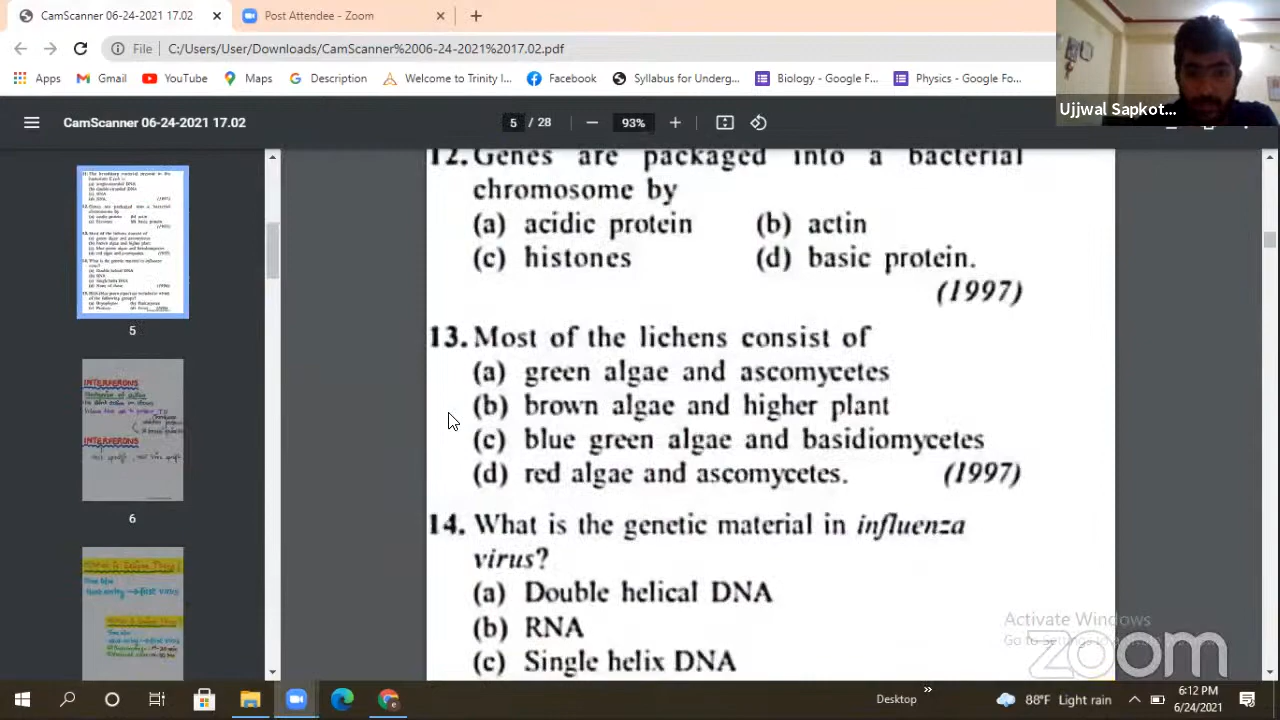 CamScanner 06-24-2021 17.02
Post Attendee - Zoom
File C:/Users/User/Downloads/CamScanner%2006-24-2021%2017.02.pdf
Apps Gmail YouTube Maps Description Welcome to Trinity I... Facebook Syllabus for Underg... Biology - Google F... Physics - Google Fo...
Ujjwal Sapkot...
CamScanner 06-24-2021 17.02 5 / 28 93%
12. Genes are packaged into a bacterial
chromosome by
(a) acidic protein (b) actin
(c) histones (d) basic protein.
(1997)
13. Most of the lichens consist of
(a) green algae and ascomycetes
(b) brown algae and higher plant
(c) blue green algae and basidiomycetes
(d) red algae and ascomycetes. (1997)
14. What is the genetic material in influenza
virus?
(a) Double helical DNA
(b) RNA
(c) Single helix DNA
5
INTERFERONS
INTERFERONS
6
Activate Windows
zoom
Desktop
88°F Light rain
6:12 PM
6/24/2021